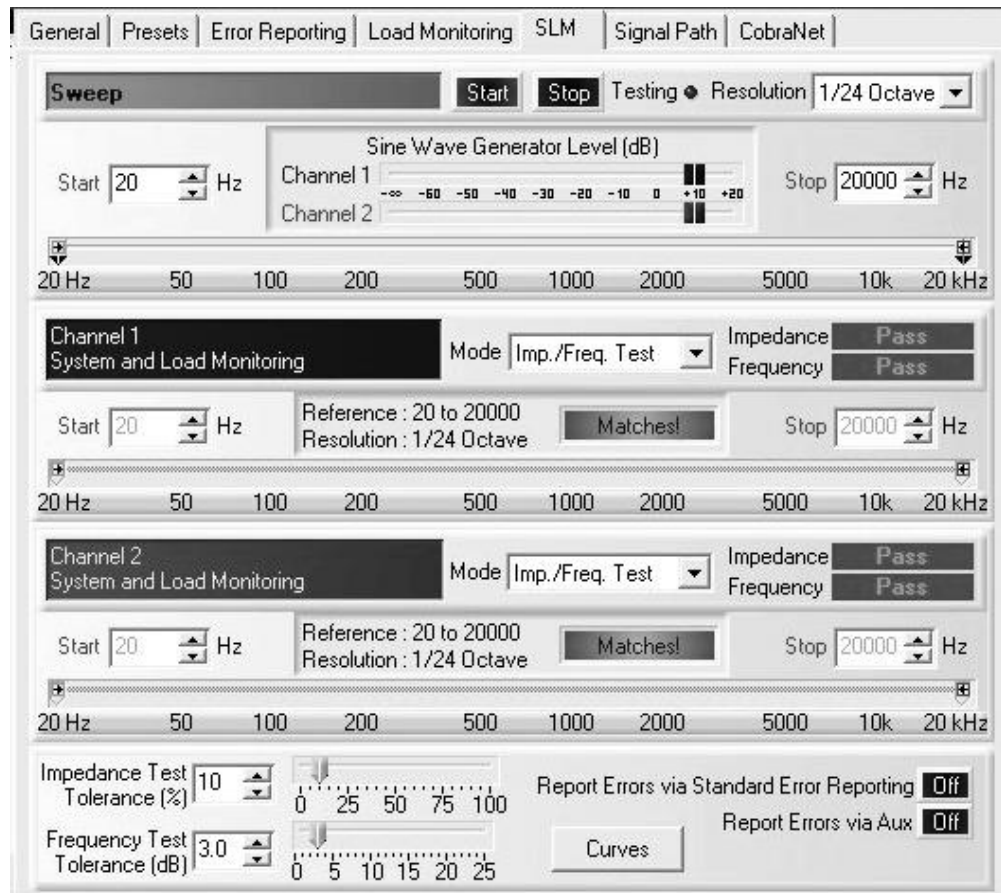 General Presets Error Reporting Load Monitoring SLM Signal Path CobraNet
Sweep Start Stop Testing Resolution 1/24 Octave
Sine Wave Generator Level (dB)
Start 20 Hz Channel 1 Stop 20000 Hz
-∞ -60 -50 -40 -30 -20 -10 0 +10 +20
Channel 2
20 Hz 50 100 200 500 1000 2000 5000 10k 20 kHz
Channel 1
System and Load Monitoring
Mode Imp./Freq. Test
Impedance Pass
Frequency Pass
Start 20 Hz
Reference : 20 to 20000
Resolution : 1/24 Octave
Matches!
Stop 20000 Hz
20 Hz 50 100 200 500 1000 2000 5000 10k 20 kHz
Channel 2
System and Load Monitoring
Mode Imp./Freq. Test
Impedance Pass
Frequency Pass
Start 20 Hz
Reference : 20 to 20000
Resolution : 1/24 Octave
Matches!
Stop 20000 Hz
20 Hz 50 100 200 500 1000 2000 5000 10k 20 kHz
Impedance Test
Tolerance (%)
10
0 25 50 75 100
Report Errors via Standard Error Reporting Off
Report Errors via Aux Off
Frequency Test
Tolerance (dB)
3.0
0 5 10 15 20 25
Curves